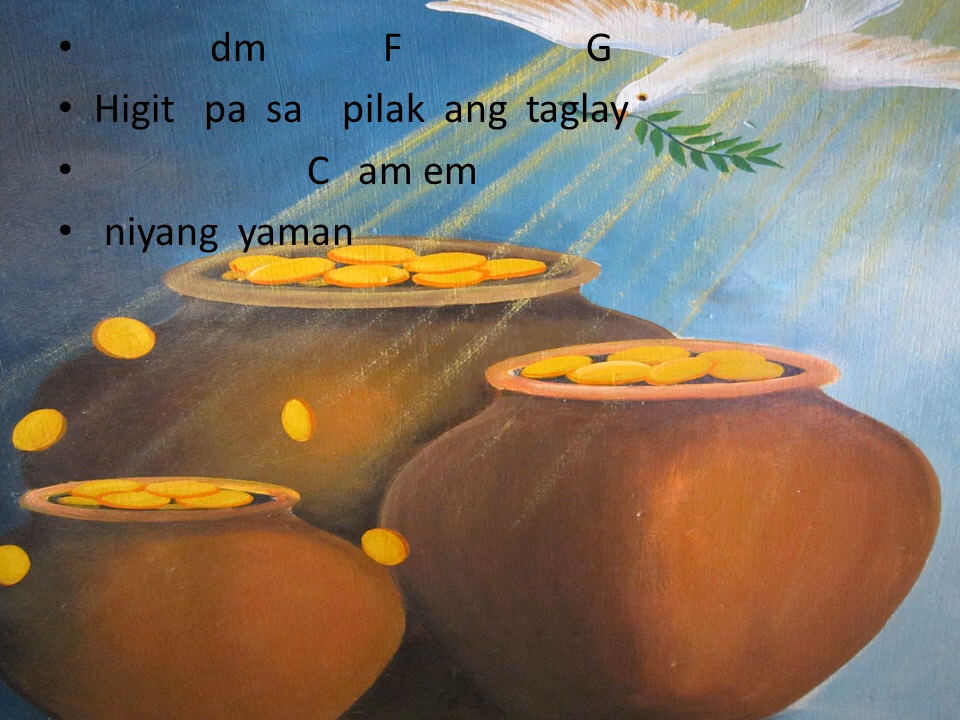 • dm F G
• Higit pa sa pilak ang taglay
• C am em
• niyang yaman